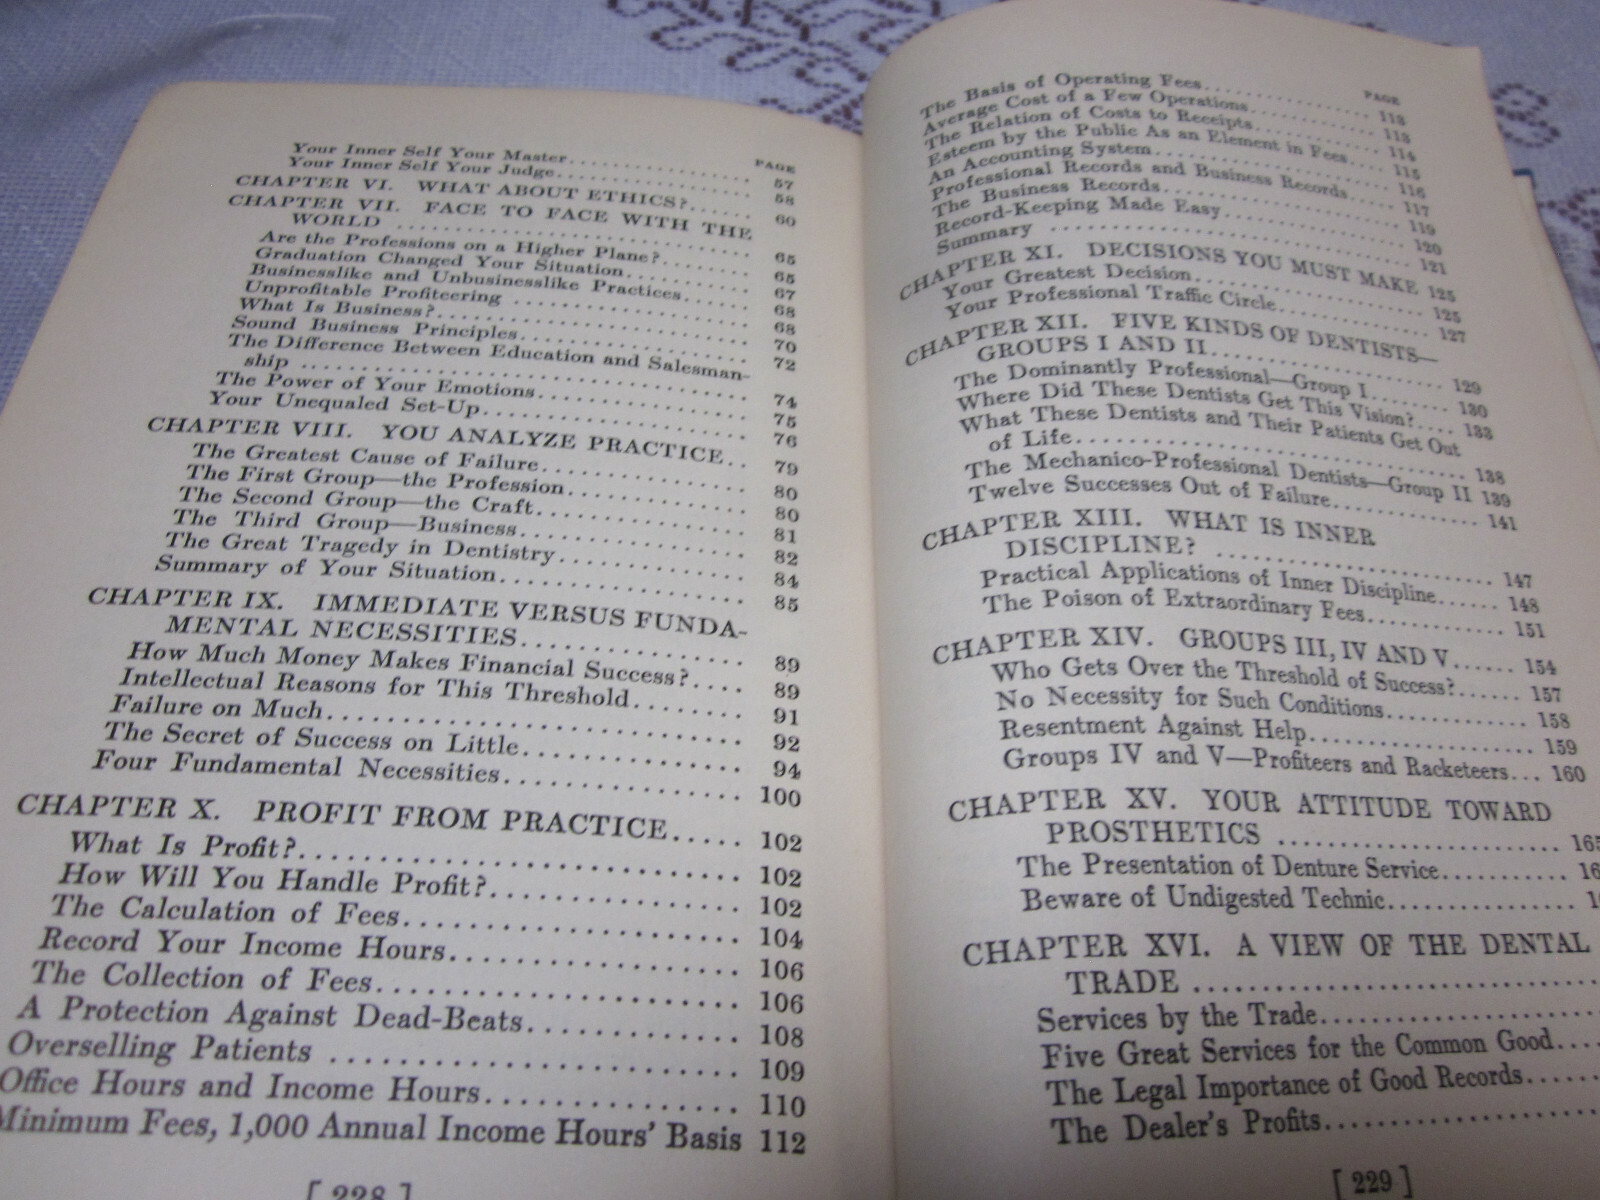 PAGE
Your Inner Self Your Master.................... 57
Your Inner Self Your Judge.................... 58
CHAPTER VI. WHAT ABOUT ETHICS?...... 60
CHAPTER VII. FACE TO FACE WITH THE
WORLD .................... 65
Are the Professions on a Higher Plane?........ 65
Graduation Changed Your Situation............ 67
Businesslike and Unbusinesslike Practices...... 68
Unprofitable Profiteering .................... 68
What Is Business?.................... 70
Sound Business Principles.................... 72
The Difference Between Education and Salesman-
ship .................... 74
The Power of Your Emotions.................... 75
Your Unequaled Set-Up.................... 76
CHAPTER VIII. YOU ANALYZE PRACTICE.. 79
The Greatest Cause of Failure.................... 80
The First Group—the Profession................ 80
The Second Group—the Craft.................... 81
The Third Group—Business.................... 82
The Great Tragedy in Dentistry................ 84
Summary of Your Situation.................... 85
CHAPTER IX. IMMEDIATE VERSUS FUNDA-
MENTAL NECESSITIES.................... 89
How Much Money Makes Financial Success?.... 89
Intellectual Reasons for This Threshold........ 91
Failure on Much.................... 92
The Secret of Success on Little................ 94
Four Fundamental Necessities.................... 100
CHAPTER X. PROFIT FROM PRACTICE..... 102
What Is Profit?.................... 102
How Will You Handle Profit?.................... 102
The Calculation of Fees.................... 104
Record Your Income Hours.................... 106
The Collection of Fees.................... 106
A Protection Against Dead-Beats................ 108
Overselling Patients .................... 109
Office Hours and Income Hours.................... 110
Minimum Fees, 1,000 Annual Income Hours' Basis 112
[ 228 ]
PAGE
The Basis of Operating Fees.................... 113
Average Cost of a Few Operations................ 113
The Relation of Costs to Receipts................ 114
Esteem by the Public As an Element in Fees.... 115
An Accounting System.................... 116
Professional Records and Business Records...... 117
The Business Records.................... 119
Record-Keeping Made Easy.................... 120
Summary .................... 121
CHAPTER XI. DECISIONS YOU MUST MAKE 125
Your Greatest Decision.................... 125
Your Professional Traffic Circle................ 127
CHAPTER XII. FIVE KINDS OF DENTISTS—
GROUPS I AND II.................... 129
The Dominantly Professional—Group I......... 130
Where Did These Dentists Get This Vision?.... 133
What These Dentists and Their Patients Get Out
of Life.................... 138
The Mechanico-Professional Dentists—Group II 139
Twelve Successes Out of Failure................ 141
CHAPTER XIII. WHAT IS INNER
DISCIPLINE? .................... 147
Practical Applications of Inner Discipline...... 148
The Poison of Extraordinary Fees............. 151
CHAPTER XIV. GROUPS III, IV AND V...... 154
Who Gets Over the Threshold of Success?...... 157
No Necessity for Such Conditions............ 158
Resentment Against Help.................... 159
Groups IV and V—Profiteers and Racketeers... 160
CHAPTER XV. YOUR ATTITUDE TOWARD
PROSTHETICS .................... 165
The Presentation of Denture Service...........
Beware of Undigested Technic................
CHAPTER XVI. A VIEW OF THE DENTAL
TRADE ....................
Services by the Trade....................
Five Great Services for the Common Good....
The Legal Importance of Good Records......
The Dealer's Profits....................
[ 229 ]